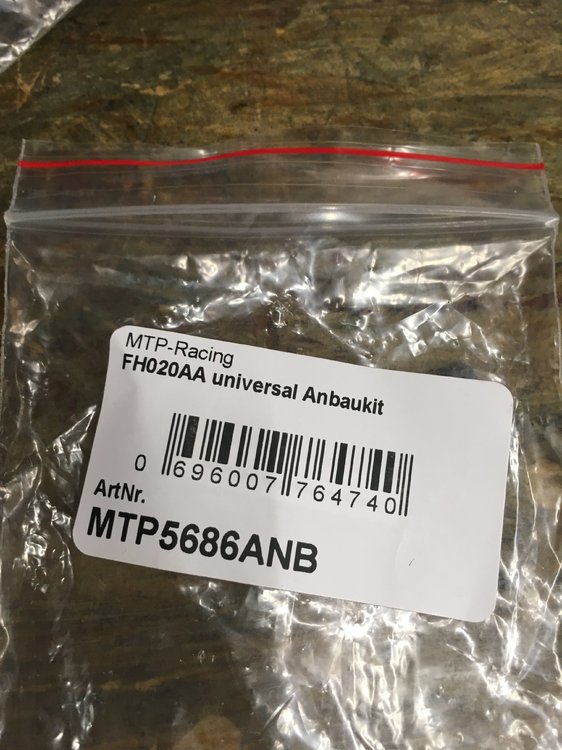 MTP-Racing
FH020AA universal Anbaukit
0 696007 764740
ArtNr.
MTP5686ANB